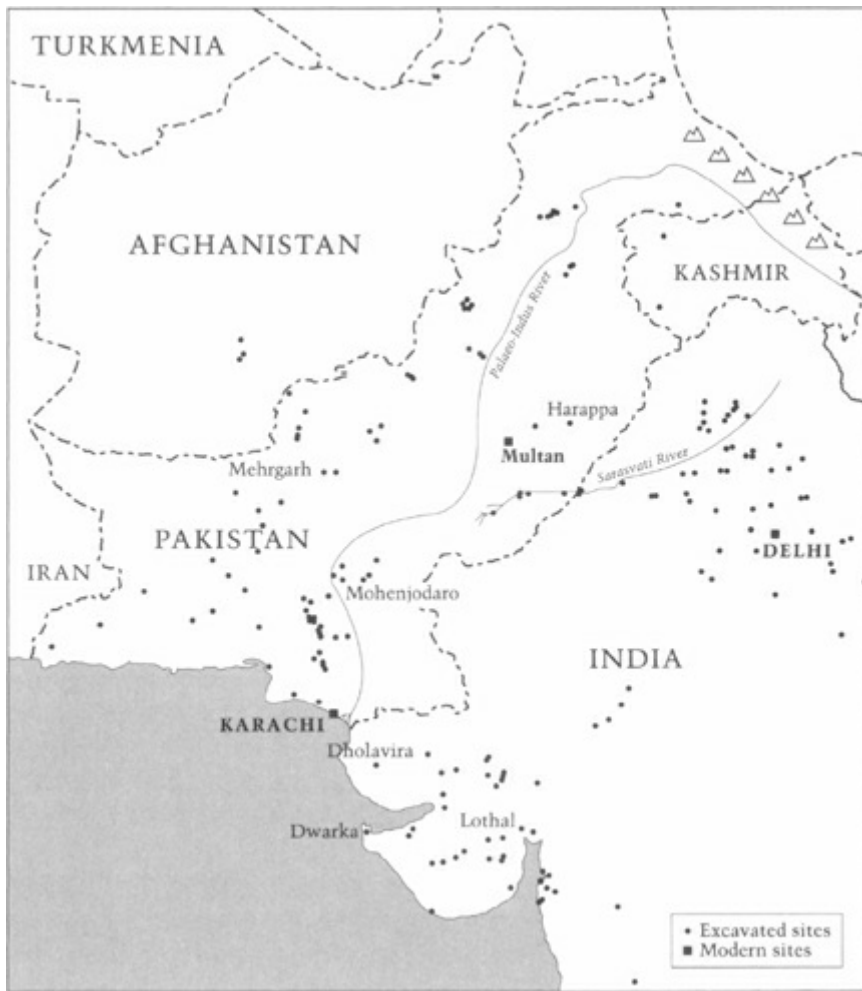 TURKMENIA
AFGHANISTAN
KASHMIR
Palaeo-Indus River
Harappa
Multan
Sarasvati River
Mehrgarh
PAKISTAN
DELHI
IRAN
Mohenjodaro
INDIA
KARACHI
Dholavira
Dwarka
Lothal
Excavated sites
Modern sites